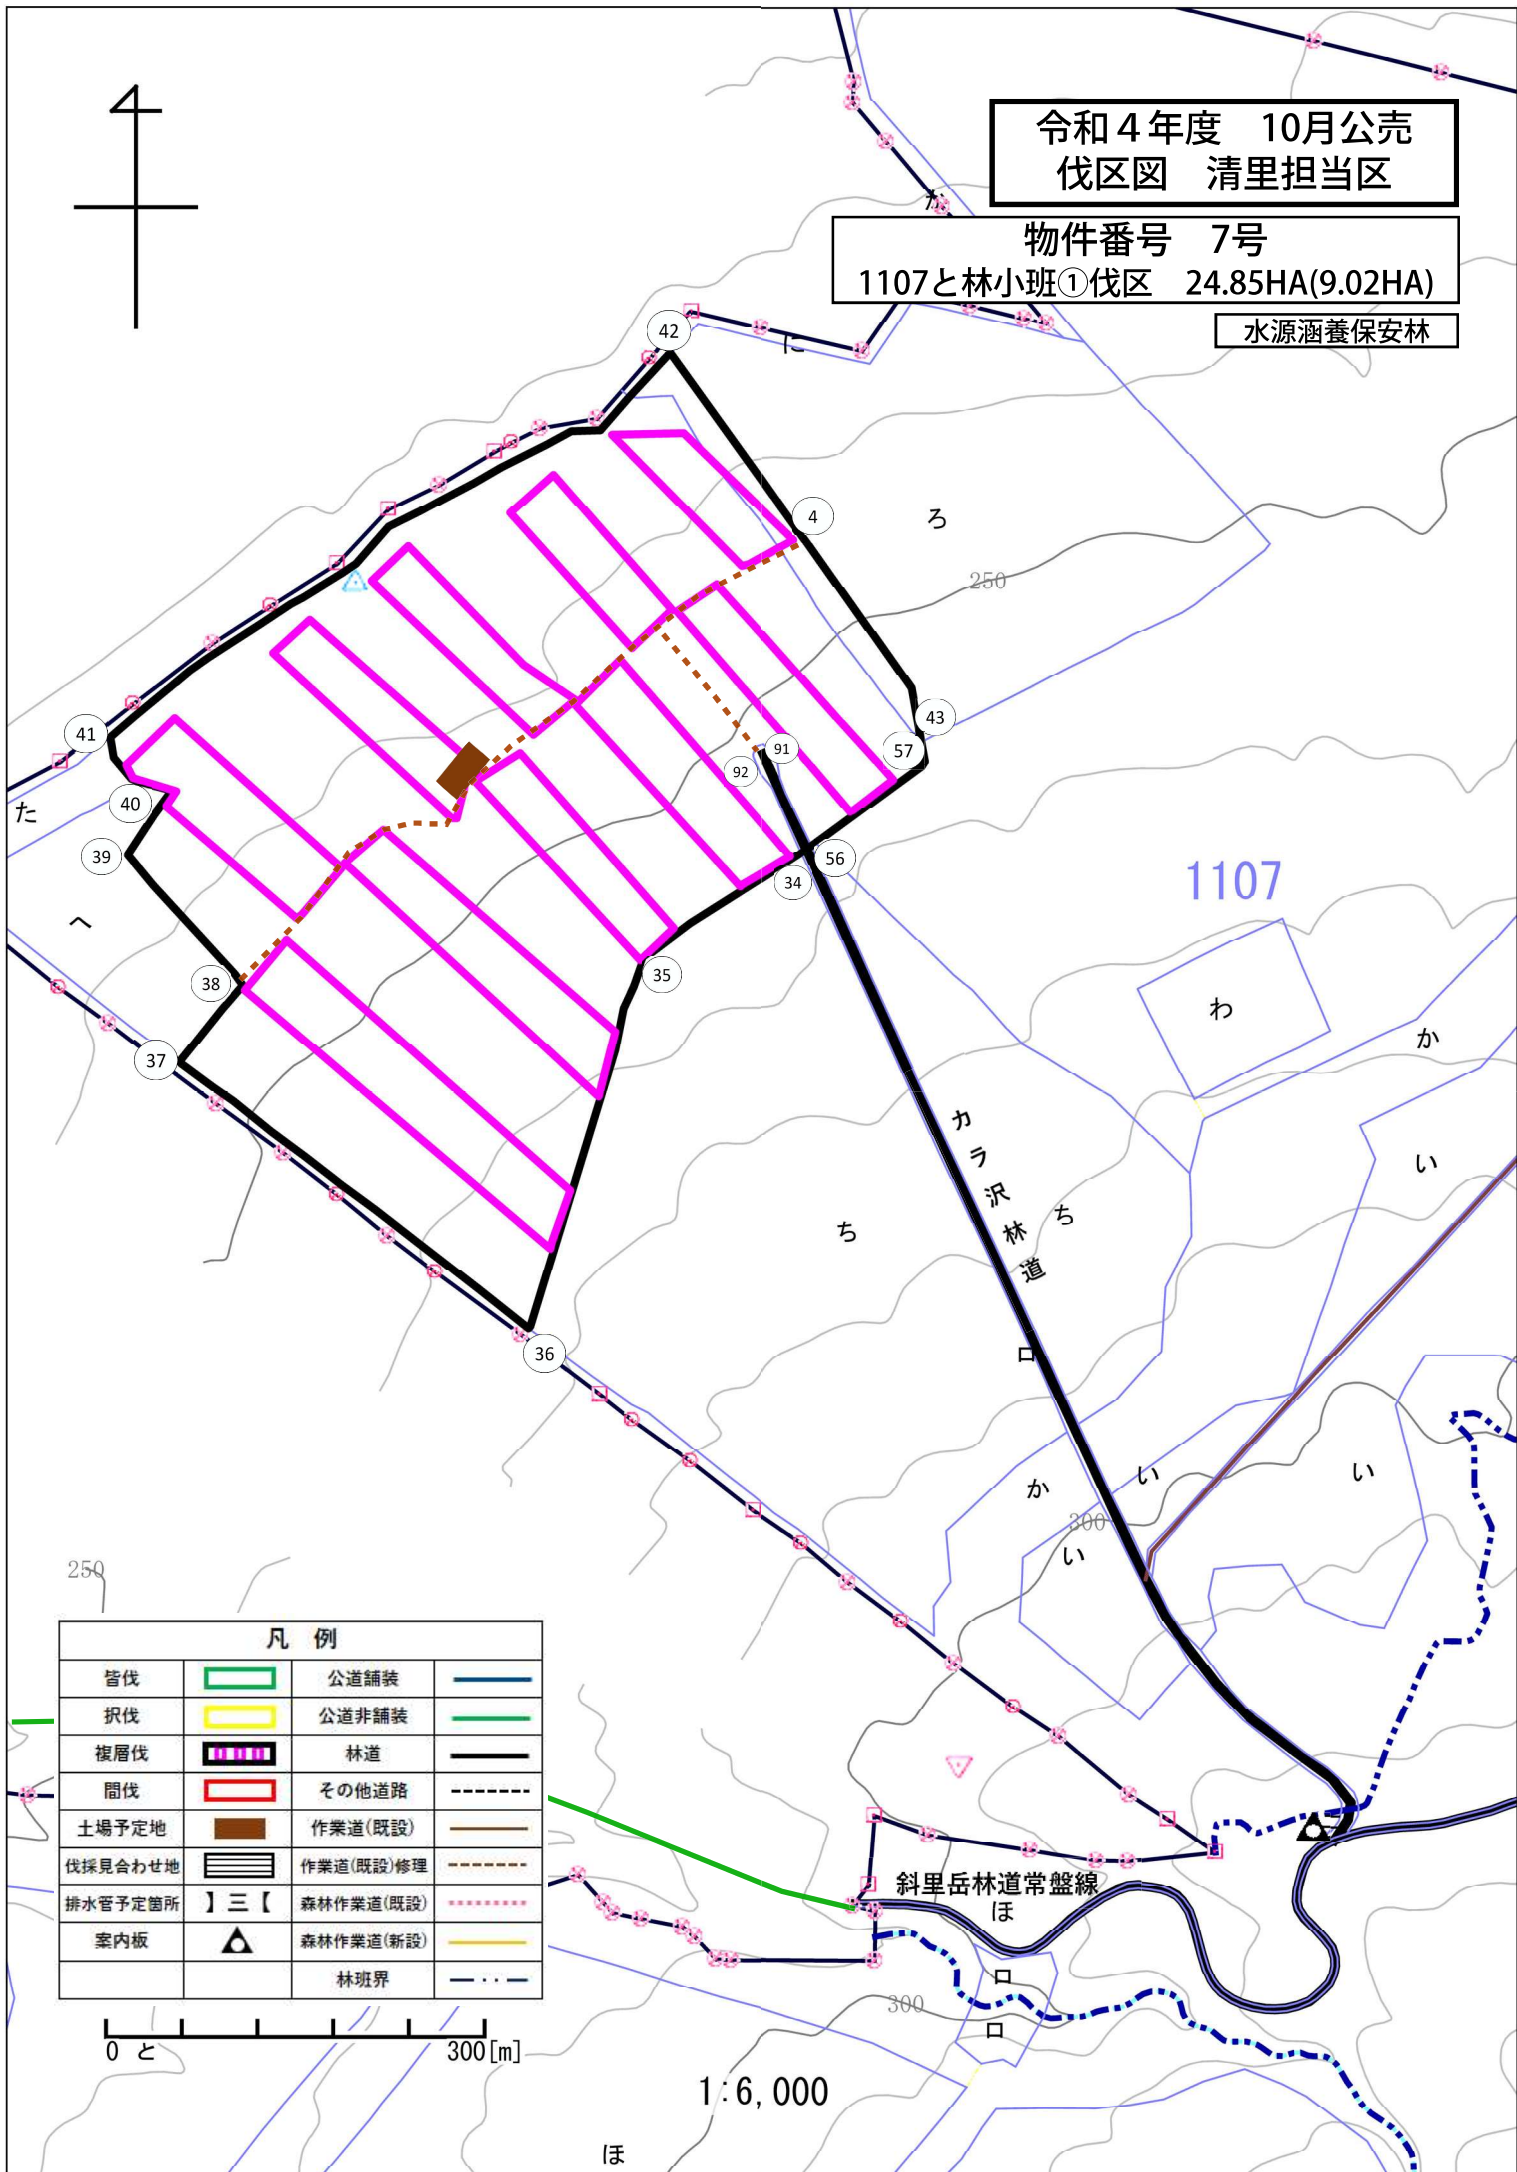 令和４年度　10月公売
伐区図　清里担当区
物件番号　7号
1107と林小班①伐区　24.85HA(9.02HA)
水源涵養保安林
か
に
42
4
ろ
250
41
43
57
91
92
40
た
39
56
34
1107
へ
38
35
わ
か
37
カラ沢林道
い
ち
ち
ロ
36
か
い
い
300
い
250
凡　例
皆伐　公道舗装
択伐　公道非舗装
複層伐　林道
間伐　その他道路
土場予定地　作業道(既設)
伐採見合わせ地　作業道(既設)修理
排水管予定箇所　】三【　森林作業道(既設)
案内板　森林作業道(新設)
林班界
斜里岳林道常盤線
ほ
ロ
300
ロ
0　と　300[m]
1:6,000
ほ